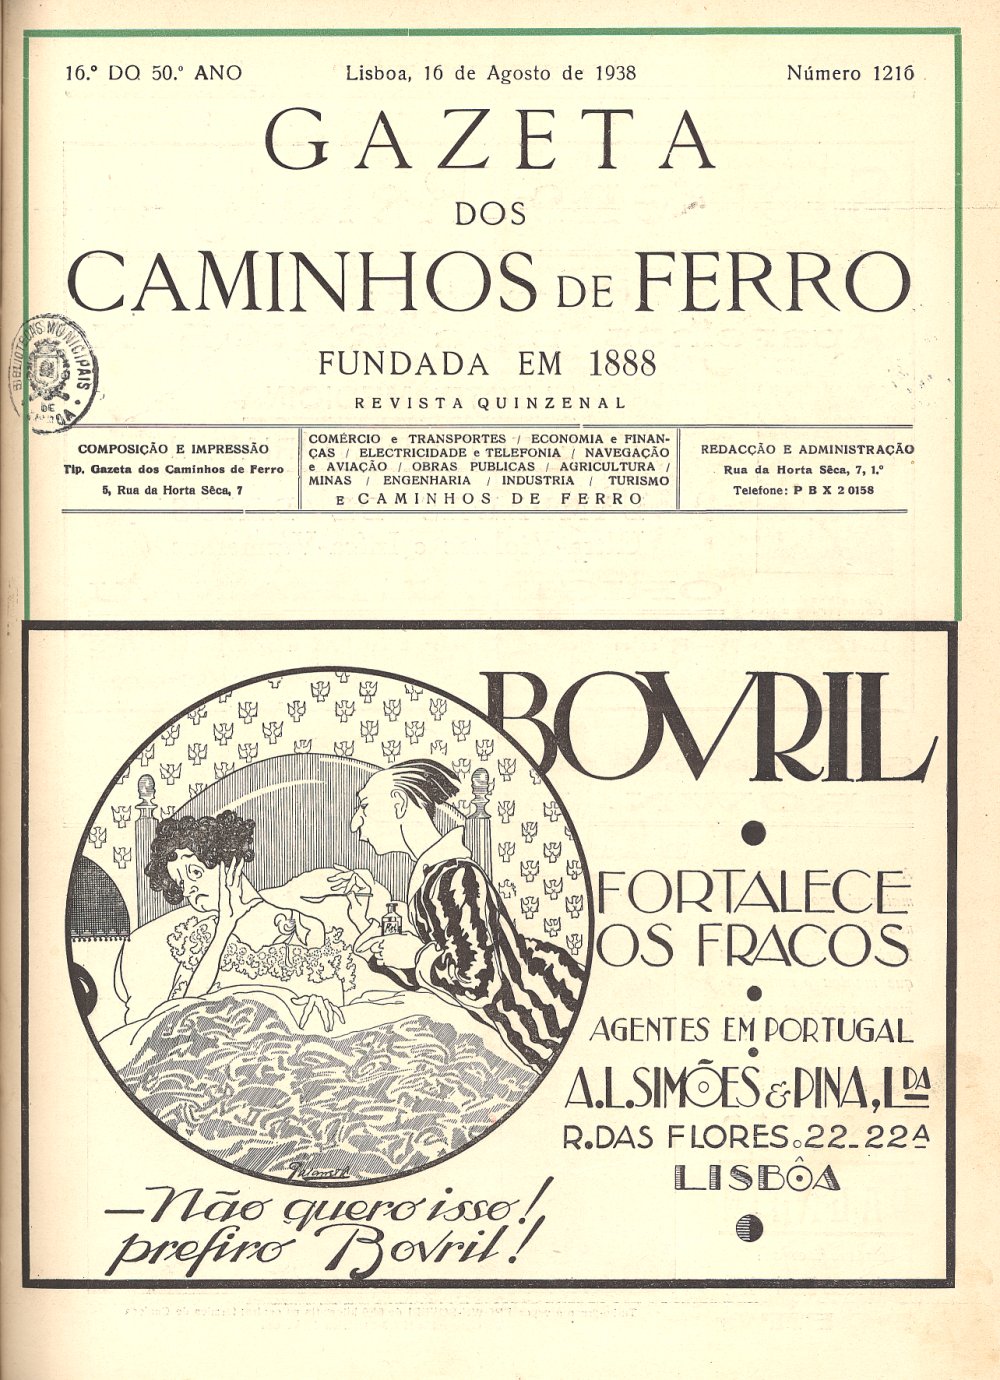 16.º DO 50.º ANO
Lisboa, 16 de Agosto de 1938
Número 1216
GAZETA
DOS
CAMINHOS DE FERRO
FUNDADA EM 1888
REVISTA QUINZENAL
BIBLIOTECAS MUNICIPAIS
DE
COMPOSIÇÃO E IMPRESSÃO
Tip. Gazeta dos Caminhos de Ferro
5, Rua da Horta Sêca, 7
COMÉRCIO e TRANSPORTES / ECONOMIA e FINAN-
ÇAS / ELECTRICIDADE e TELEFONIA / NAVEGAÇÃO
e AVIAÇÃO / OBRAS PUBLICAS / AGRICULTURA /
MINAS / ENGENHARIA / INDUSTRIA / TURISMO
E CAMINHOS DE FERRO
REDACÇÃO E ADMINISTRAÇÃO
Rua da Horta Sêca, 7, 1.º
Telefone: P B X 2 0158
BOVRIL
FORTALECE
OS FRACOS
AGENTES EM PORTUGAL
A.L.SIMÕES & PINA, LDA
R. DAS FLORES. 22-22A
LISBÔA
—Não quero isso!
prefiro Bovril!